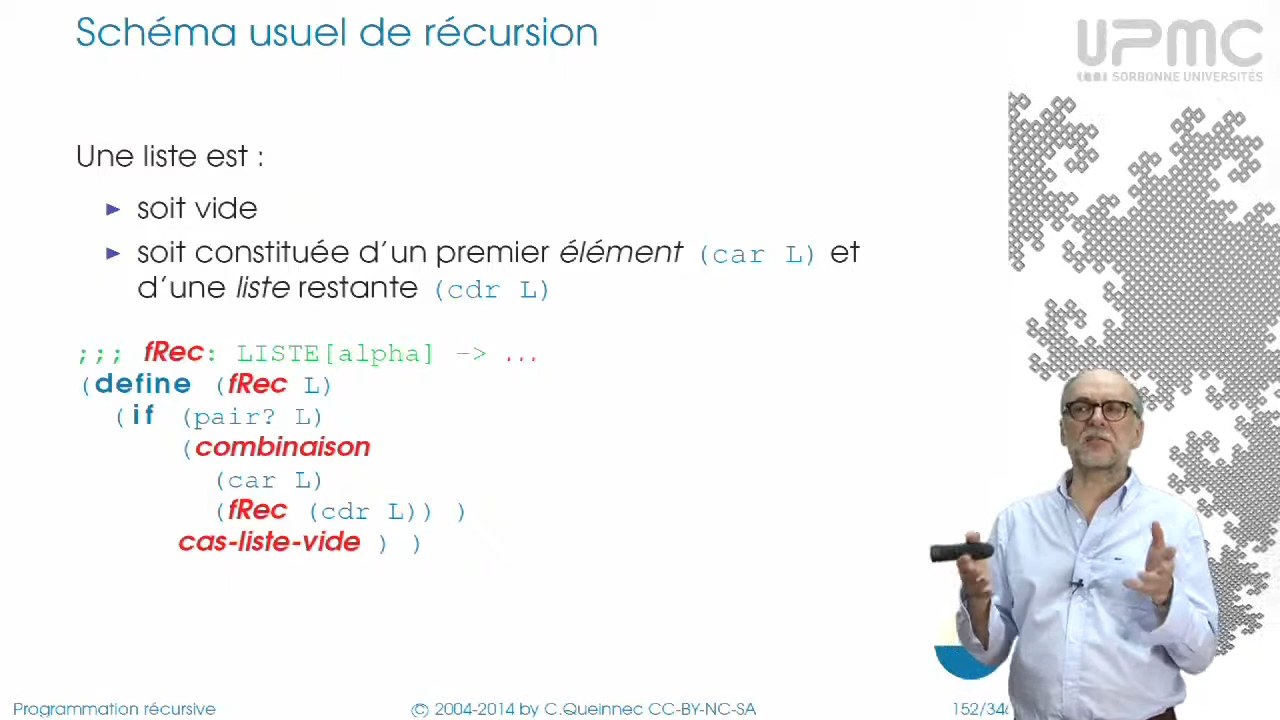 Schéma usuel de récursion
UPMC
SORBONNE UNIVERSITÉS
Une liste est :
soit vide
soit constituée d'un premier élément (car L) et
d'une liste restante (cdr L)
;;; fRec: LISTE[alpha] -> ...
(define (fRec L)
(if (pair? L)
(combinaison
(car L)
(fRec (cdr L)) )
cas-liste-vide ) )
Programmation récursive
© 2004-2014 by C.Queinnec CC-BY-NC-SA
152/346